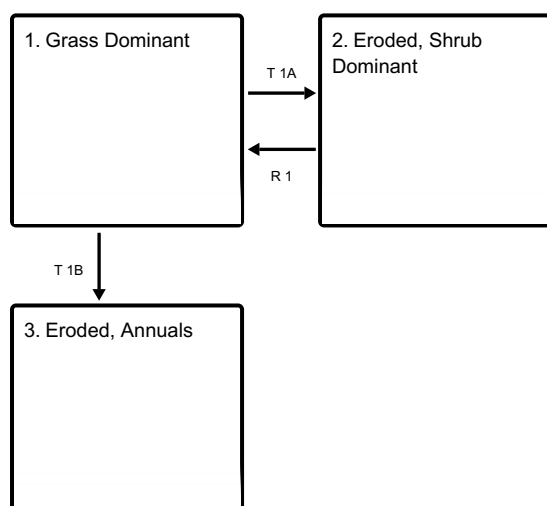 1. Grass Dominant
2. Eroded, Shrub
Dominant
T 1A
R 1
T 1B
3. Eroded, Annuals